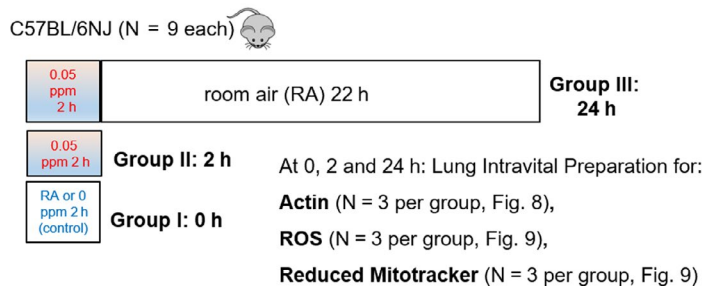 C57BL/6NJ (N = 9 each)
0.05
ppm
2 h
room air (RA) 22 h
Group III:
24 h
0.05
ppm 2 h
Group II: 2 h
RA or 0
ppm 2 h
(control)
Group I: 0 h
At 0, 2 and 24 h: Lung Intravital Preparation for:
Actin (N = 3 per group, Fig. 8),
ROS (N = 3 per group, Fig. 9),
Reduced Mitotracker (N = 3 per group, Fig. 9)